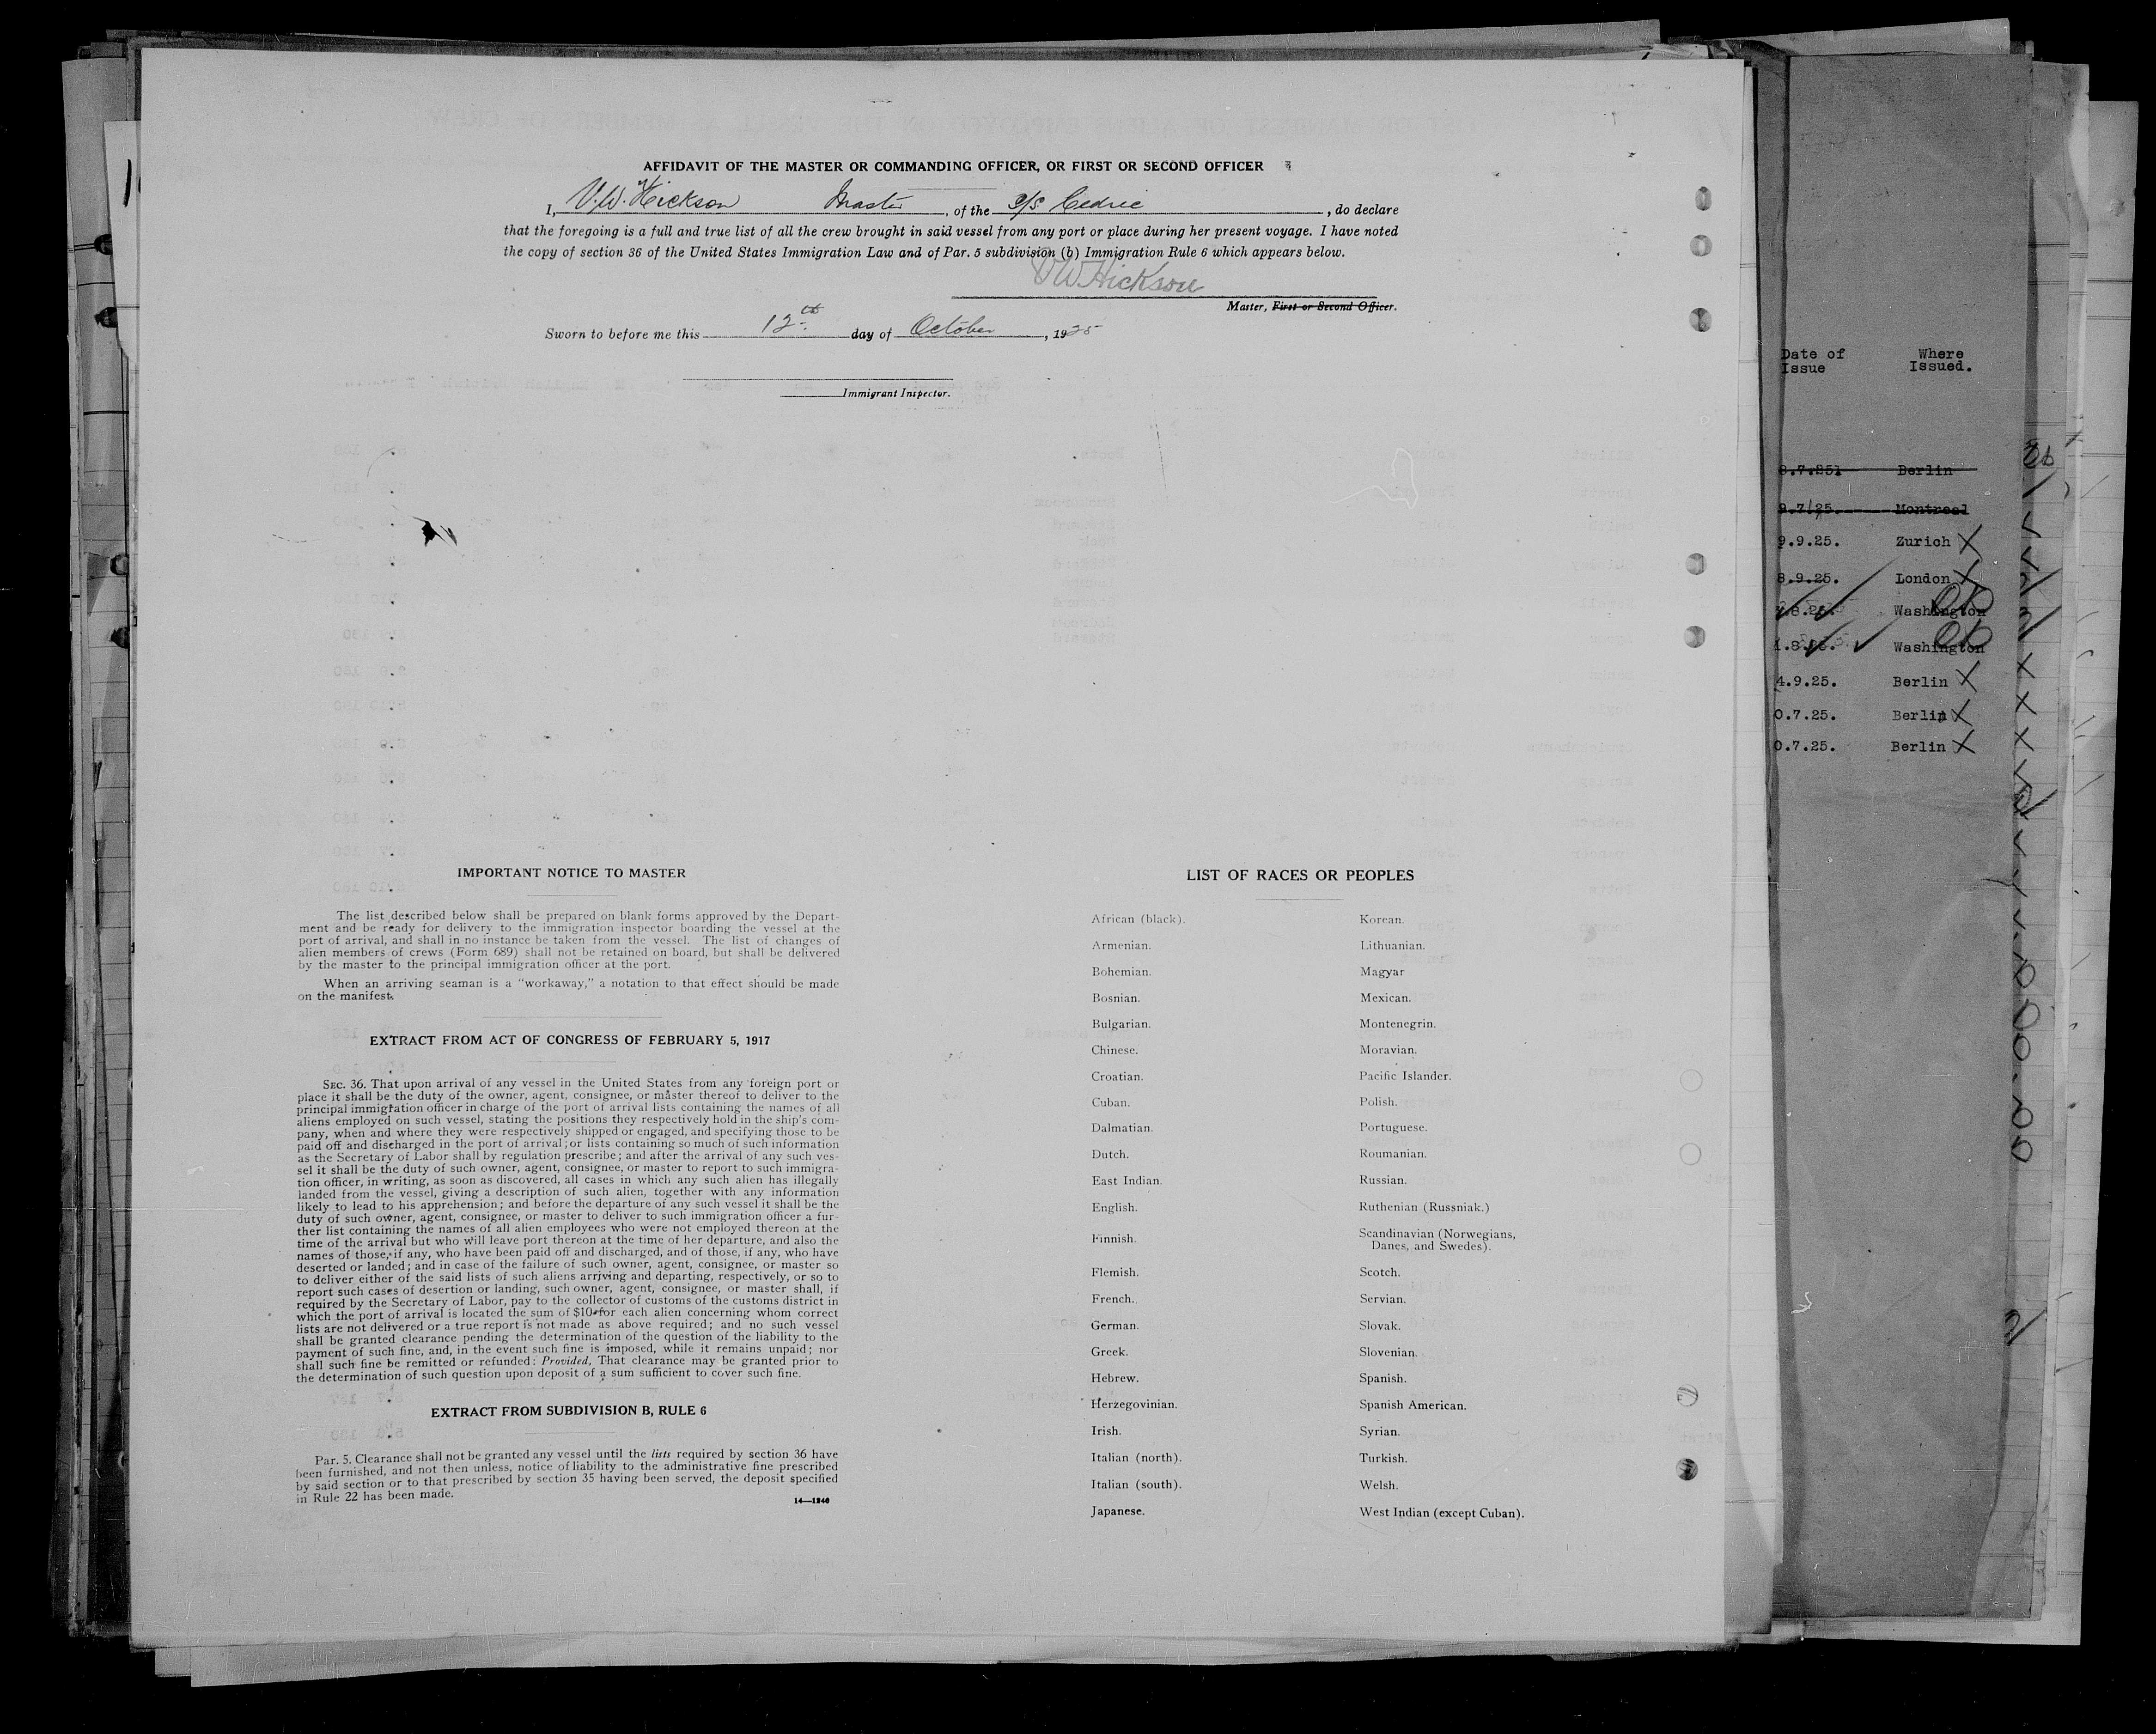 AFFIDAVIT OF THE MASTER OR COMMANDING OFFICER, OR FIRST OR SECOND OFFICER
I, V.W. Hickson Master, of the S/S. Cedric, do declare
that the foregoing is a full and true list of all the crew brought in said vessel from any port or place during her present voyage. I have noted
the copy of section 36 of the United States Immigration Law and of Par. 5 subdivision (b) Immigration Rule 6 which appears below.
VW Hickson
Master, First or Second Officer.
Sworn to before me this 12th day of October, 1925
Immigrant Inspector.
IMPORTANT NOTICE TO MASTER
The list described below shall be prepared on blank forms approved by the Depart-
ment and be ready for delivery to the immigration inspector boarding the vessel at the
port of arrival, and shall in no instance be taken from the vessel. The list of changes of
alien members of crews (Form 689) shall not be retained on board, but shall be delivered
by the master to the principal immigration officer at the port.
When an arriving seaman is a "workaway," a notation to that effect should be made
on the manifest.
EXTRACT FROM ACT OF CONGRESS OF FEBRUARY 5, 1917
SEC. 36. That upon arrival of any vessel in the United States from any foreign port or
place it shall be the duty of the owner, agent, consignee, or master thereof to deliver to the
principal immigration officer in charge of the port of arrival lists containing the names of all
aliens employed on such vessel, stating the positions they respectively hold in the ship's com-
pany, when and where they were respectively shipped or engaged, and specifying those to be
paid off and discharged in the port of arrival; or lists containing so much of such information
as the Secretary of Labor shall by regulation prescribe; and after the arrival of any such ves-
sel it shall be the duty of such owner, agent, consignee, or master to report to such immigra-
tion officer, in writing, as soon as discovered, all cases in which any such alien has illegally
landed from the vessel, giving a description of such alien, together with any information
likely to lead to his apprehension; and before the departure of any such vessel it shall be the
duty of such owner, agent, consignee, or master to deliver to such immigration officer a fur-
ther list containing the names of all alien employees who were not employed thereon at the
time of the arrival but who will leave port thereon at the time of her departure, and also the
names of those, if any, who have been paid off and discharged, and of those, if any, who have
deserted or landed; and in case of the failure of such owner, agent, consignee, or master so
to deliver either of the said lists of such aliens arriving and departing, respectively, or so to
report such cases of desertion or landing, such owner, agent, consignee, or master shall, if
required by the Secretary of Labor, pay to the collector of customs of the customs district in
which the port of arrival is located the sum of $10 for each alien concerning whom correct
lists are not delivered or a true report is not made as above required; and no such vessel
shall be granted clearance pending the determination of the question of the liability to the
payment of such fine, and, in the event such fine is imposed, while it remains unpaid; nor
shall such fine be remitted or refunded: Provided, That clearance may be granted prior to
the determination of such question upon deposit of a sum sufficient to cover such fine.
EXTRACT FROM SUBDIVISION B, RULE 6
Par. 5. Clearance shall not be granted any vessel until the lists required by section 36 have
been furnished, and not then unless, notice of liability to the administrative fine prescribed
by said section or to that prescribed by section 35 having been served, the deposit specified
in Rule 22 has been made.
14—1240
LIST OF RACES OR PEOPLES
African (black).
Armenian.
Bohemian.
Bosnian.
Bulgarian.
Chinese.
Croatian.
Cuban.
Dalmatian.
Dutch.
East Indian.
English.
Finnish.
Flemish.
French.
German.
Greek.
Hebrew.
Herzegovinian.
Irish.
Italian (north).
Italian (south).
Japanese.
Korean.
Lithuanian.
Magyar
Mexican.
Montenegrin.
Moravian.
Pacific Islander.
Polish.
Portuguese.
Roumanian.
Russian.
Ruthenian (Russniak.)
Scandinavian (Norwegians,
Danes, and Swedes).
Scotch.
Servian.
Slovak.
Slovenian.
Spanish.
Spanish American.
Syrian.
Turkish.
Welsh.
West Indian (except Cuban).
Date of Where
Issue Issued.
8.7.25 Berlin
9.7.25. Montreal
9.9.25. Zurich X
8.9.25. London X
.8.25. Washington
1.8.25. Washington
4.9.25. Berlin X
0.7.25. Berlin X
0.7.25. Berlin X